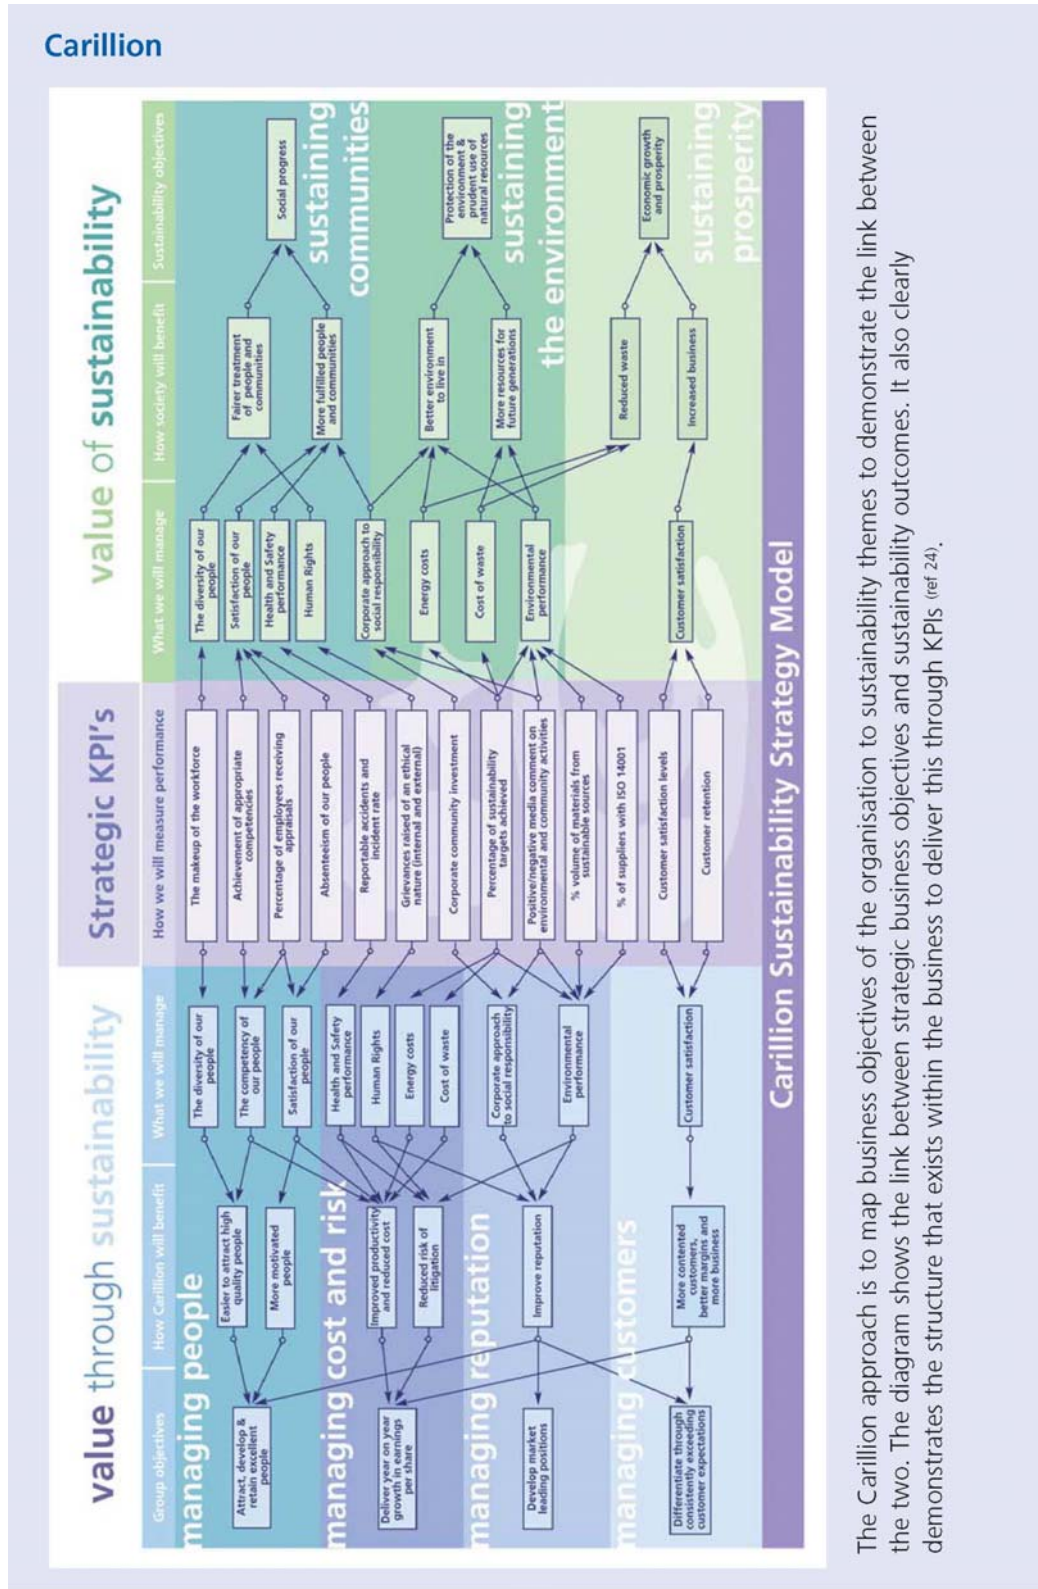 Carillion
value through sustainability
Strategic KPI's
value of sustainability
Group objectives
How Carillion will benefit
What we will manage
How we will measure performance
What we will manage
How society will benefit
Sustainability objectives
managing people
managing cost and risk
managing reputation
managing customers
Attract, develop &
retain excellent
people
Deliver year on year
growth in earnings
per share
Develop market
leading positions
Differentiate through
consistently exceeding
customer expectations
Easier to attract high
quality people
More motivated
people
Improved productivity
and reduced cost
Reduced risk of
litigation
Improve reputation
More contented
customers,
better margins and
more business
The diversity of our
people
The competency of
our people
Satisfaction of our
people
Health and Safety
performance
Human Rights
Energy costs
Cost of waste
Corporate approach
to social responsibility
Environmental
performance
Customer satisfaction
The makeup of the workforce
Achievement of appropriate
competencies
Percentage of employees receiving
appraisals
Absenteeism of our people
Reportable accidents and
incident rate
Grievances raised of an ethical
nature (internal and external)
Corporate community investment
Percentage of sustainability
targets achieved
Positive/negative media comment on
environmental and community activities
% volume of materials from
sustainable sources
% of suppliers with ISO 14001
Customer satisfaction levels
Customer retention
The diversity of our
people
Satisfaction of our
people
Health and Safety
performance
Human Rights
Corporate approach to
social responsibility
Energy costs
Cost of waste
Environmental
performance
Customer satisfaction
Fairer treatment
of people and
communities
More fulfilled people
and communities
Better environment
to live in
More resources for
future generations
Reduced waste
Increased business
Social progress
Protection of the
environment &
prudent use of
natural resources
Economic growth
and prosperity
sustaining
communities
sustaining
the environment
sustaining
prosperity
Carillion Sustainability Strategy Model
The Carillion approach is to map business objectives of the organisation to sustainability themes to demonstrate the link between
the two. The diagram shows the link between strategic business objectives and sustainability outcomes. It also clearly
demonstrates the structure that exists within the business to deliver this through KPIs (ref 24).